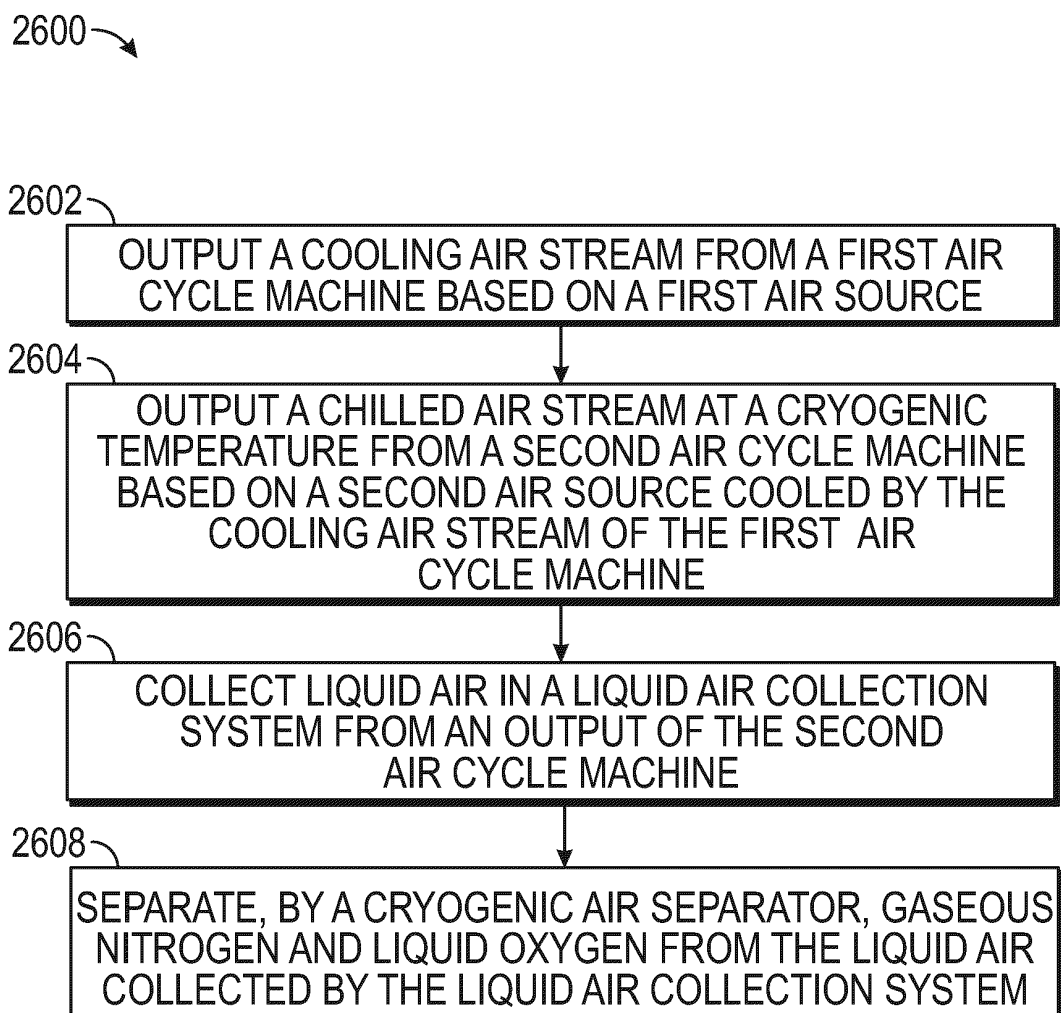 2600
2602
OUTPUT A COOLING AIR STREAM FROM A FIRST AIR
CYCLE MACHINE BASED ON A FIRST AIR SOURCE
2604
OUTPUT A CHILLED AIR STREAM AT A CRYOGENIC
TEMPERATURE FROM A SECOND AIR CYCLE MACHINE
BASED ON A SECOND AIR SOURCE COOLED BY THE
COOLING AIR STREAM OF THE FIRST AIR
CYCLE MACHINE
2606
COLLECT LIQUID AIR IN A LIQUID AIR COLLECTION
SYSTEM FROM AN OUTPUT OF THE SECOND
AIR CYCLE MACHINE
2608
SEPARATE, BY A CRYOGENIC AIR SEPARATOR, GASEOUS
NITROGEN AND LIQUID OXYGEN FROM THE LIQUID AIR
COLLECTED BY THE LIQUID AIR COLLECTION SYSTEM